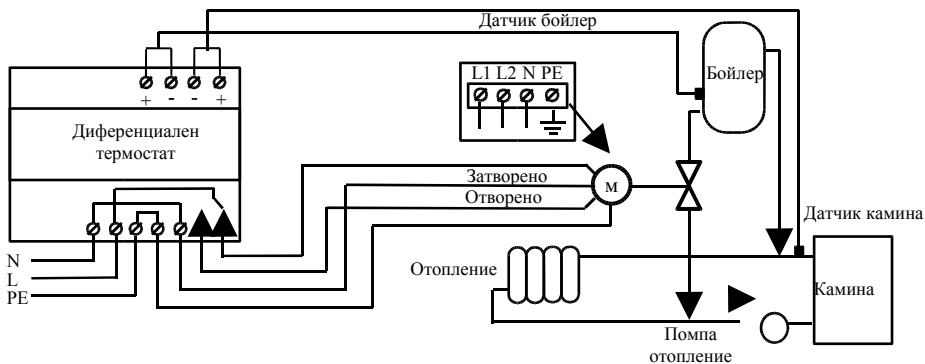 Датчик бойлер
L1 L2 N PE
Бойлер
+ - - +
Диференциален
термостат
Затворено
М
Отворено
Датчик камина
N
L
PE
Отопление
Камина
Помпа
отопление